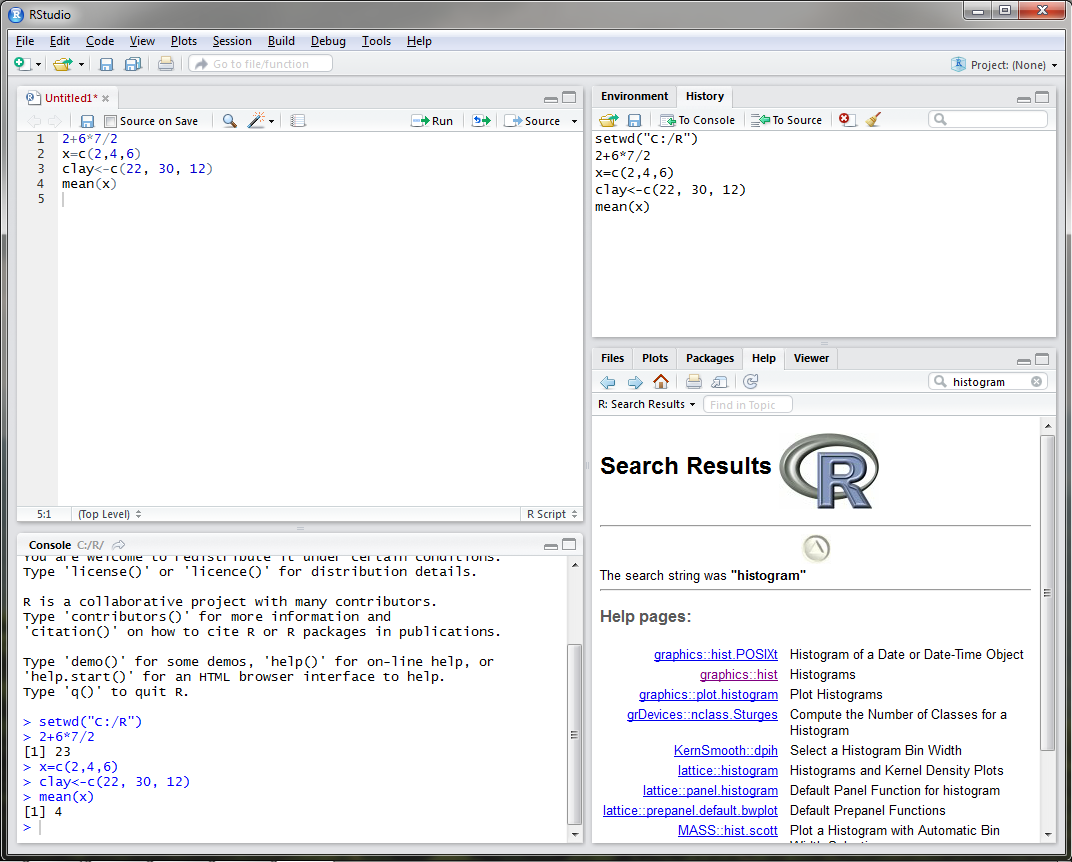 RStudio
File Edit Code View Plots Session Build Debug Tools Help
Go to file/function
Project: (None)
Untitled1*
Source on Save
Run
Source
1 2+6*7/2
2 x=c(2,4,6)
3 clay<-c(22, 30, 12)
4 mean(x)
5
5:1 (Top Level) R Script
Console C:/R/
You are welcome to redistribute it under certain conditions.
Type 'license()' or 'licence()' for distribution details.
R is a collaborative project with many contributors.
Type 'contributors()' for more information and
'citation()' on how to cite R or R packages in publications.
Type 'demo()' for some demos, 'help()' for on-line help, or
'help.start()' for an HTML browser interface to help.
Type 'q()' to quit R.
> setwd("C:/R")
> 2+6*7/2
[1] 23
> x=c(2,4,6)
> clay<-c(22, 30, 12)
> mean(x)
[1] 4
>
Environment History
To Console To Source
setwd("C:/R")
2+6*7/2
x=c(2,4,6)
clay<-c(22, 30, 12)
mean(x)
Files Plots Packages Help Viewer
histogram
R: Search Results Find in Topic
Search Results R
The search string was "histogram"
Help pages:
graphics::hist.POSIXt Histogram of a Date or Date-Time Object
graphics::hist Histograms
graphics::plot.histogram Plot Histograms
grDevices::nclass.Sturges Compute the Number of Classes for a
Histogram
KernSmooth::dpih Select a Histogram Bin Width
lattice::histogram Histograms and Kernel Density Plots
lattice::panel.histogram Default Panel Function for histogram
lattice::prepanel.default.bwplot Default Prepanel Functions
MASS::hist.scott Plot a Histogram with Automatic Bin
Width Selection